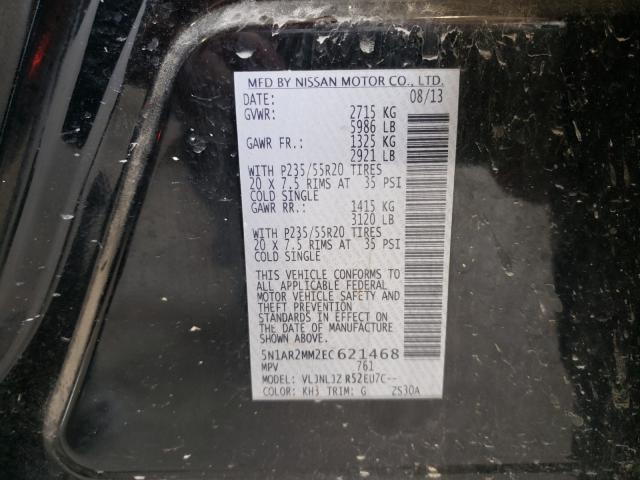 MFD BY NISSAN MOTOR CO., LTD.
DATE: 08/13
GVWR: 2715 KG
5986 LB
GAWR FR.: 1325 KG
2921 LB
WITH P235/55R20 TIRES
20 X 7.5 RIMS AT 35 PSI
COLD SINGLE
GAWR RR.: 1415 KG
3120 LB
WITH P235/55R20 TIRES
20 X 7.5 RIMS AT 35 PSI
COLD SINGLE
THIS VEHICLE CONFORMS TO
ALL APPLICABLE FEDERAL
MOTOR VEHICLE SAFETY AND
THEFT PREVENTION
STANDARDS IN EFFECT ON
THE DATE OF MANUFACTURE
SHOWN ABOVE.
5N1AR2MM2EC621468
MPV 761
MODEL: VLJNLJZ R52EU7C--
COLOR: KH3 TRIM: G ZS30A